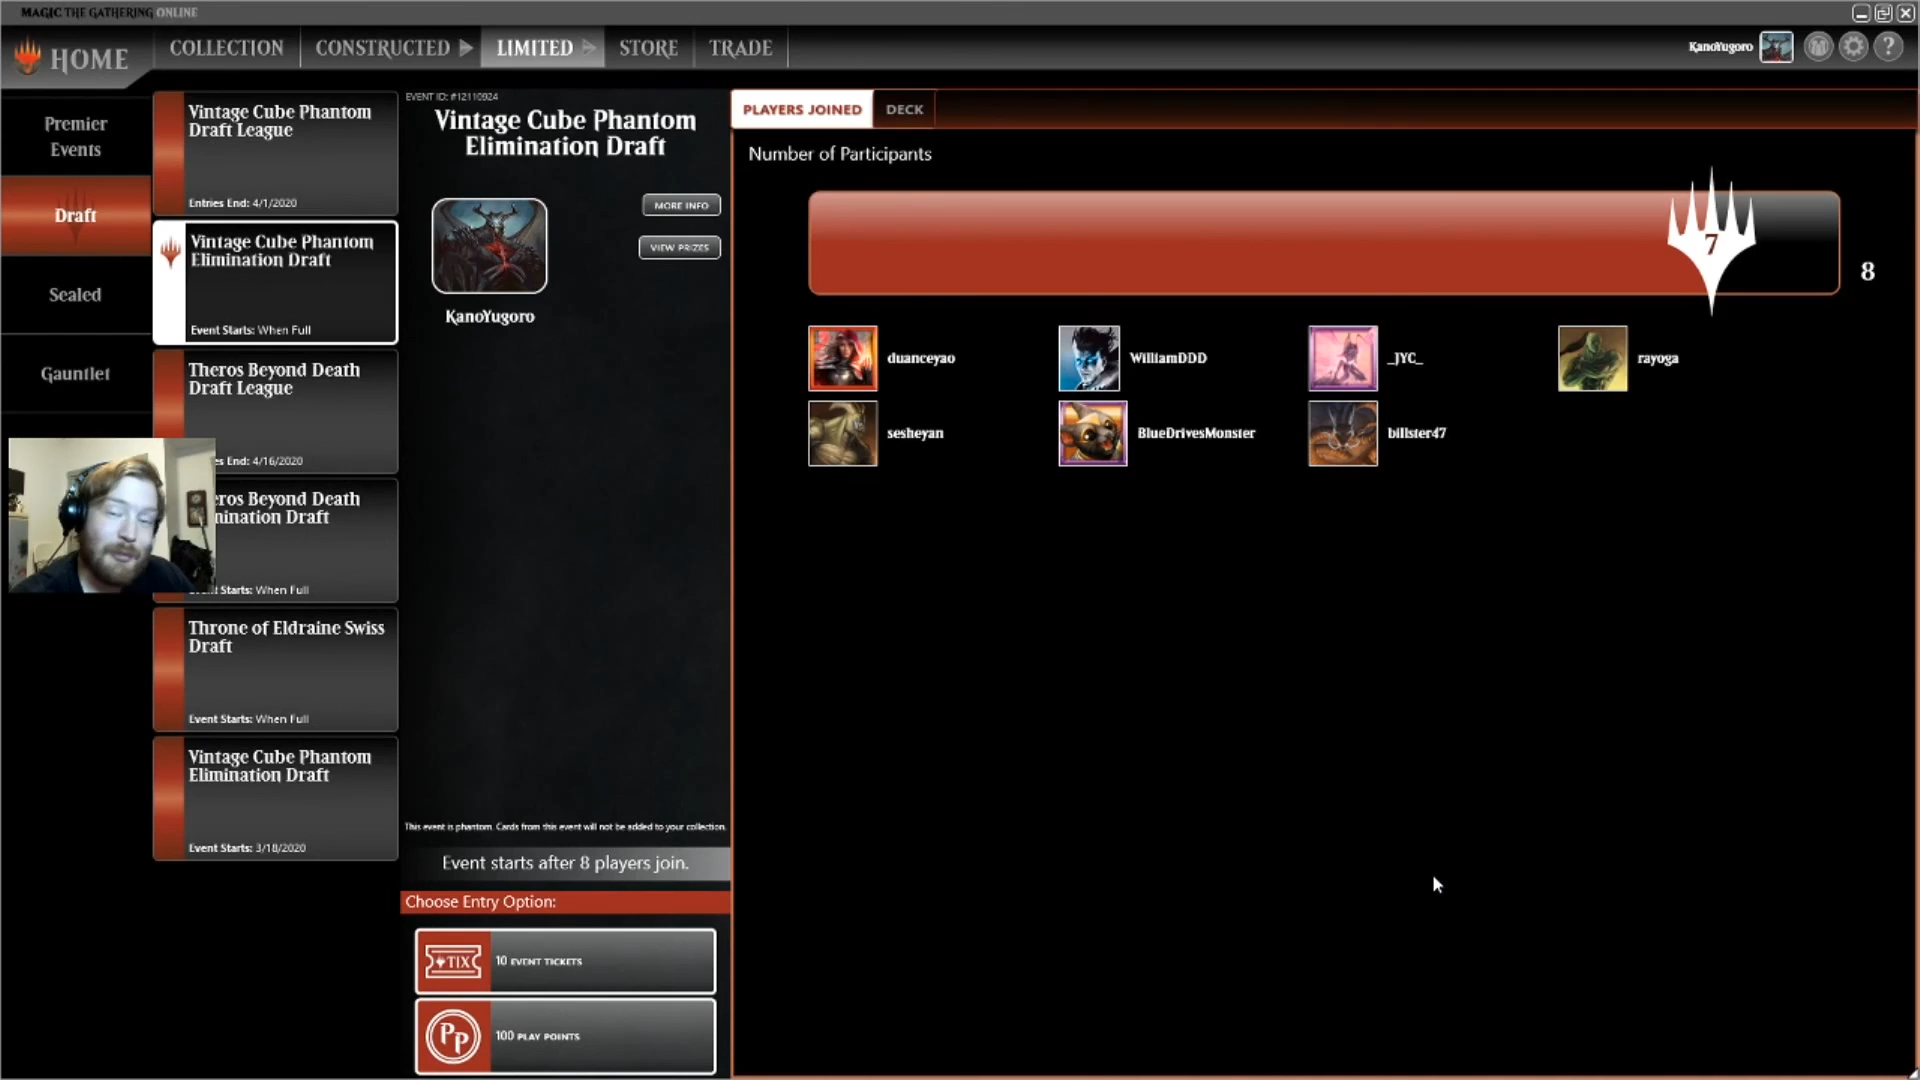 MAGIC THE GATHERING ONLINE
HOME
COLLECTION
CONSTRUCTED
LIMITED
STORE
TRADE
KanoYugoro
?
Premier
Events
Draft
Sealed
Gauntlet
Vintage Cube Phantom
Draft League
Entries End: 4/1/2020
Vintage Cube Phantom
Elimination Draft
Event Starts: When Full
Theros Beyond Death
Draft League
es End: 4/16/2020
eros Beyond Death
mination Draft
Starts: When Full
Throne of Eldraine Swiss
Draft
Event Starts: When Full
Vintage Cube Phantom
Elimination Draft
Event Starts: 3/18/2020
EVENT ID: #12110924
Vintage Cube Phantom
Elimination Draft
MORE INFO
VIEW PRIZES
KanoYugoro
This event is phantom. Cards from this event will not be added to your collection.
Event starts after 8 players join.
Choose Entry Option:
TIX
10 EVENT TICKETS
PP
100 PLAY POINTS
PLAYERS JOINED
DECK
Number of Participants
7
8
duanceyao
WilliamDDD
_JYC_
rayoga
sesheyan
BlueDrivesMonster
billster47